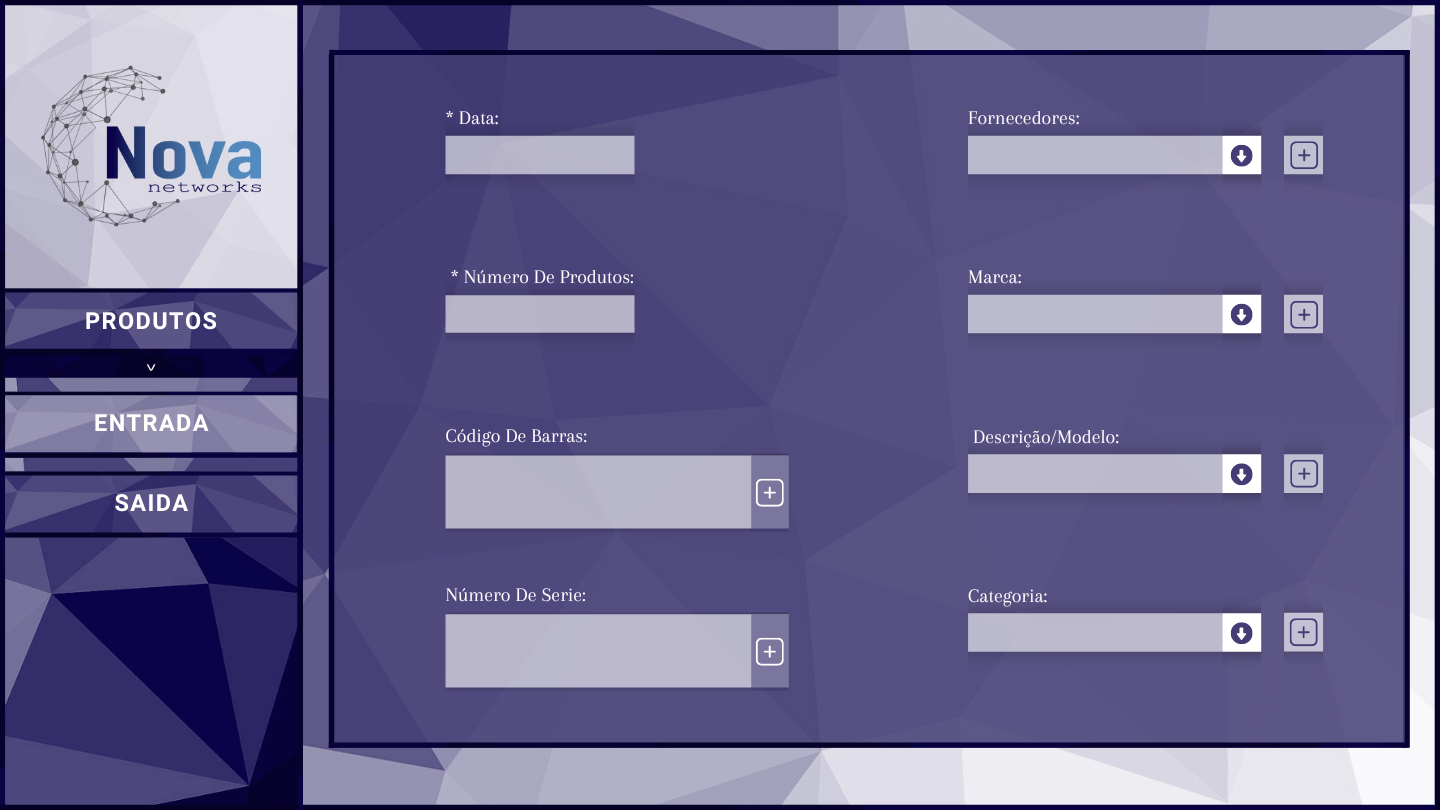 Nova
networks
PRODUTOS
ENTRADA
SAIDA
* Data:
* Número De Produtos:
Código De Barras:
Número De Serie:
Fornecedores:
Marca:
Descrição/Modelo:
Categoria: